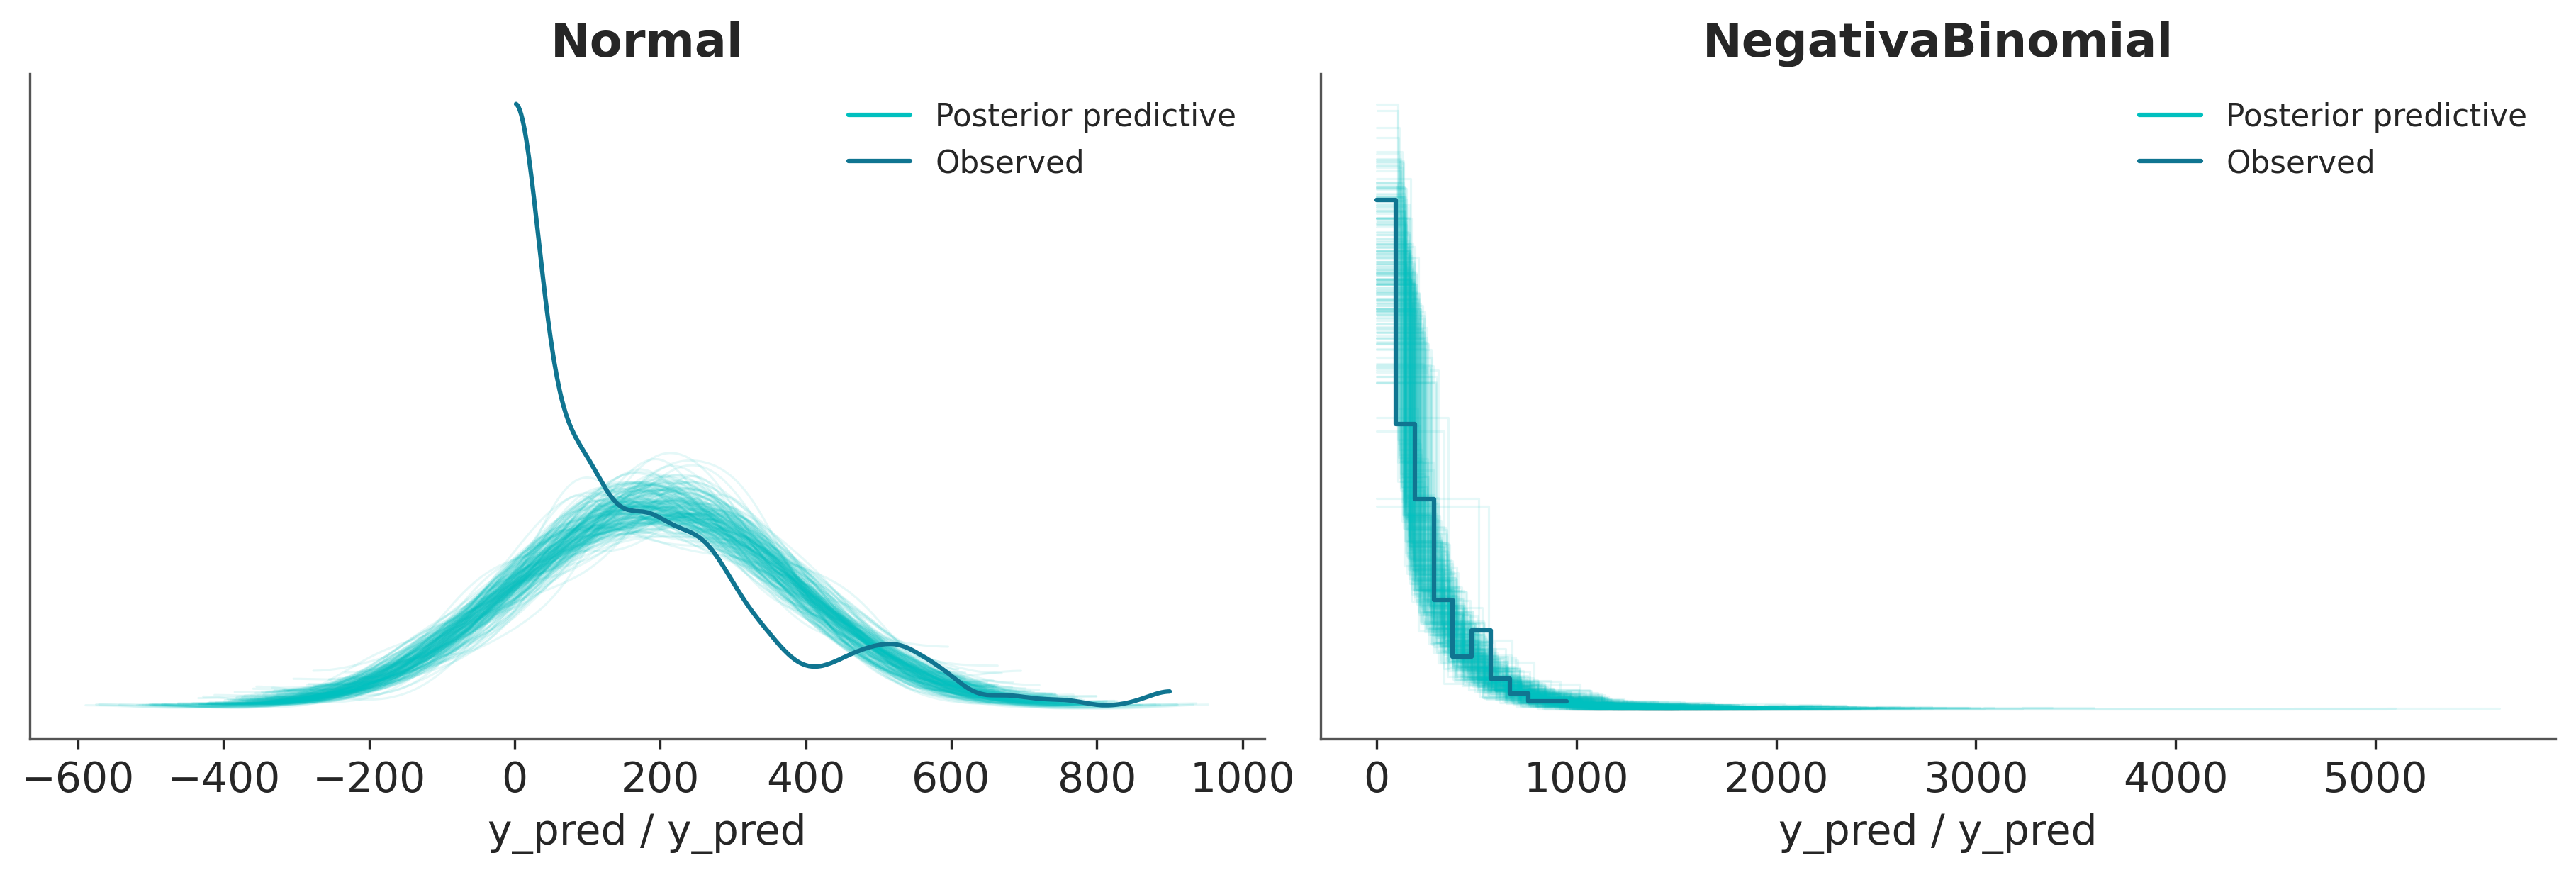 Normal
Posterior predictive
Observed
−600 −400 −200 0 200 400 600 800 1000
y_pred / y_pred
NegativaBinomial
Posterior predictive
Observed
0 1000 2000 3000 4000 5000
y_pred / y_pred